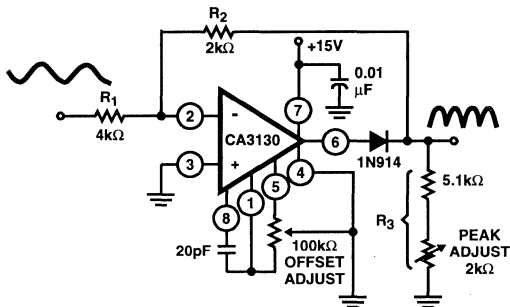 R2
2kΩ
+15V
0.01
µF
R1
4kΩ
2
-
7
CA3130
6
1N914
3
+
4
5
1
8
20pF
100kΩ
OFFSET
ADJUST
5.1kΩ
R3
PEAK
ADJUST
2kΩ